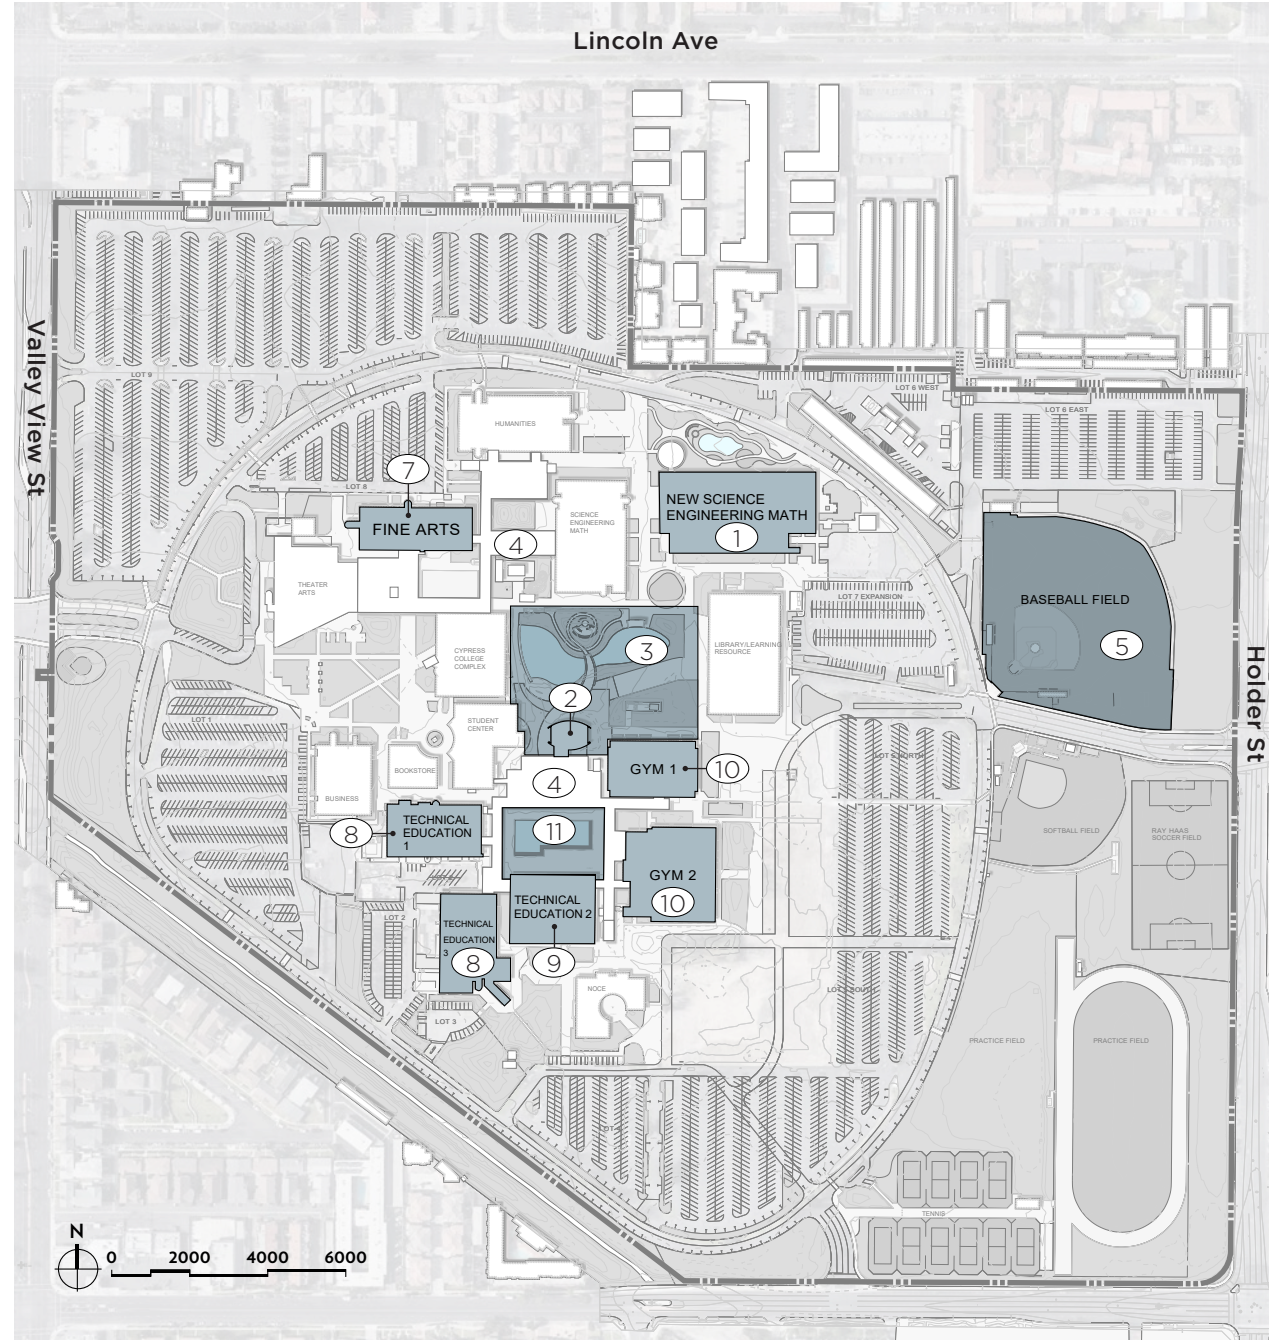 Lincoln Ave
Valley View St
LOT 9
LOT 6 WEST
LOT 6 EAST
HUMANITIES
7
LOT 8
FINE ARTS
NEW SCIENCE
ENGINEERING MATH
1
SCIENCE
ENGINEERING
MATH
4
THEATER
ARTS
LOT 7 EXPANSION
BASEBALL FIELD
5
CYPRESS
COLLEGE
COMPLEX
3
LIBRARY/LEARNING
RESOURCE
Holder St
2
LOT 1
STUDENT
CENTER
LOT 5 NORTH
BOOKSTORE
GYM 1
10
4
BUSINESS
TECHNICAL
EDUCATION
1
8
11
SOFTBALL FIELD
RAY HAAS
SOCCER FIELD
GYM 2
10
TECHNICAL
EDUCATION 2
9
LOT 2
TECHNICAL
EDUCATION
3
8
NOCE
LOT 3
PRACTICE FIELD
PRACTICE FIELD
TENNIS
N
0 2000 4000 6000